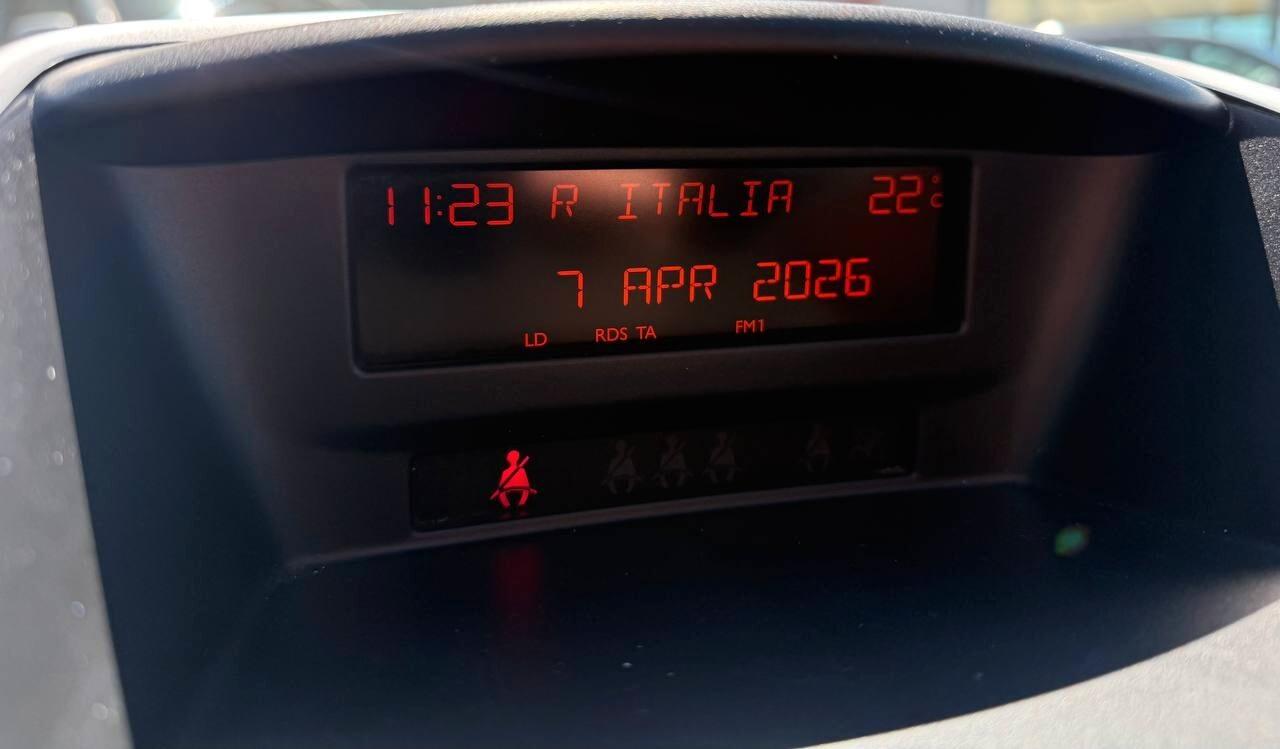 11:23 R ITALIA 22°C
7 APR 2026
LD RDS TA FM1